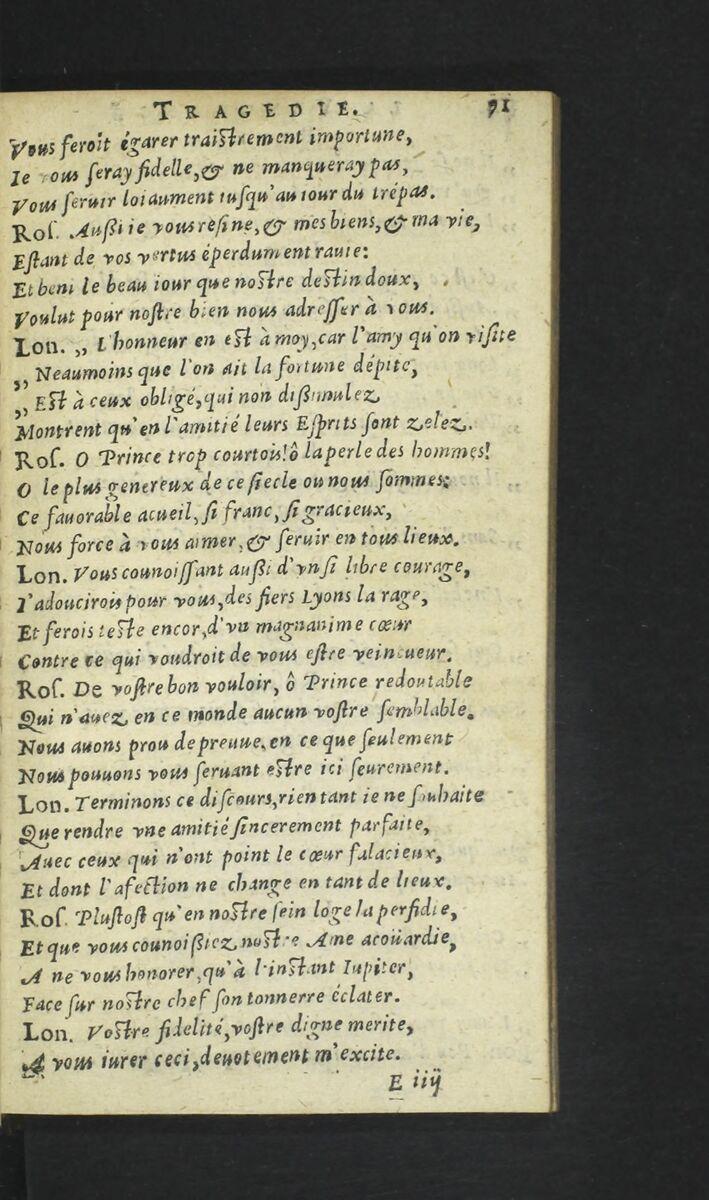 TRAGEDIE. 91
Vous feroit égarer traistrement importune,
Ie vous ſeray fidelle, & ne manqueray pas,
Vous ſeruir loiaument iuſqu'au iour du trépas.
Roſ. Außi ie vous reſine, & mes biens, & ma vie,
Eſtant de vos vertus éperdument rauie:
Et beni le beau iour que noſtre deſtin doux,
Voulut pour noſtre bien nous adreſſer à vous.
Lon. „ L'honneur en eſt à moy, car l'amy qu'on viſite
„ Neaumoins que l'on ait la fortune dépite,
„ Eſt à ceux obligé, qui non dißimulez
Montrent qu'en l'amitié leurs Eſprits ſont zelez.
Roſ. O Prince trop courtois! ô la perle des hommes!
O le plus genereux de ce ſiecle ou nous ſommes:
Ce fauorable acueil, ſi franc, ſi gracieux,
Nous force à vous aimer, & ſeruir en tous lieux.
Lon. Vous counoiſſant außi d'vn ſi libre courage,
I'adoucirois pour vous, des fiers Lyons la rage,
Et ferois teſte encor, d'vn magnanime cœur
Contre ce qui voudroit de vous eſtre veincueur.
Roſ. De voſtre bon vouloir, ô Prince redoutable
Qui n'auez en ce monde aucun voſtre ſemblable.
Nous auons prou de preuue, en ce que ſeulement
Nous pouuons vous ſeruant eſtre ici ſeurement.
Lon. Terminons ce diſcours, rien tant ie ne ſouhaite
Que rendre vne amitié ſincerement parfaite,
Auec ceux qui n'ont point le cœur falacieux,
Et dont l'afection ne change en tant de lieux.
Roſ. Pluſtoſt qu'en noſtre ſein loge la perfidie,
Et que vous counoißiez noſtre Ame acoüardie,
A ne vous honorer, qu'à l'inſtant Iupiter,
Face ſur noſtre chef ſon tonnerre éclater.
Lon. Voſtre fidelité, voſtre digne merite,
A vous iurer ceci, deuotement m'excite.
E iiij